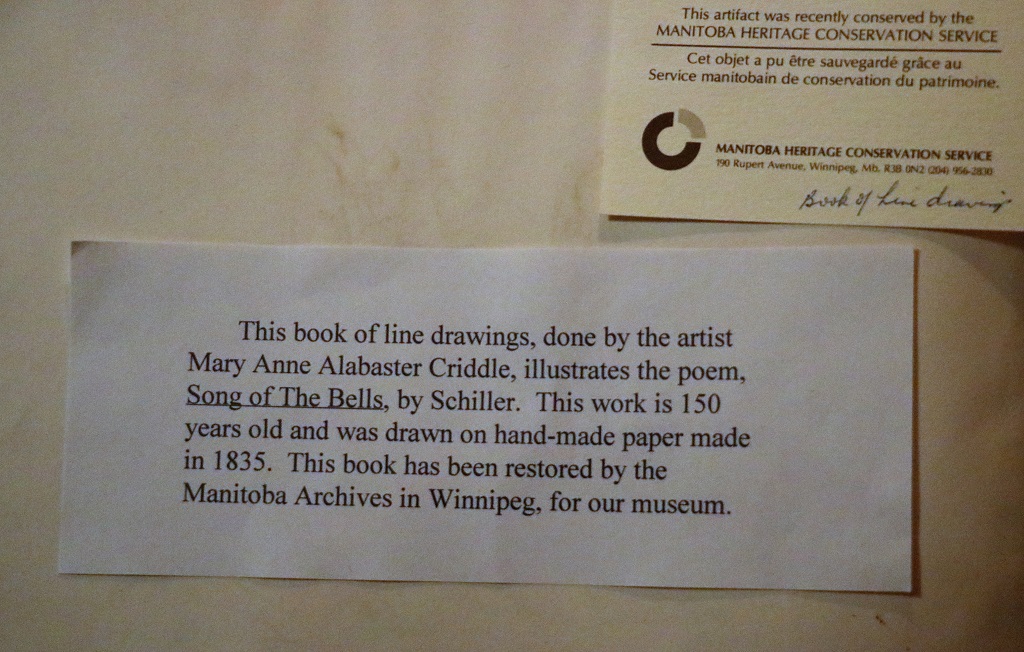 This artifact was recently conserved by the
MANITOBA HERITAGE CONSERVATION SERVICE
Cet objet a pu être sauvegardé grâce au
Service manitobain de conservation du patrimoine.
MANITOBA HERITAGE CONSERVATION SERVICE
190 Rupert Avenue, Winnipeg, Mb. R3B 0N2 (204) 956-2830
Book of line drawings
This book of line drawings, done by the artist
Mary Anne Alabaster Criddle, illustrates the poem,
Song of The Bells, by Schiller. This work is 150
years old and was drawn on hand-made paper made
in 1835. This book has been restored by the
Manitoba Archives in Winnipeg, for our museum.